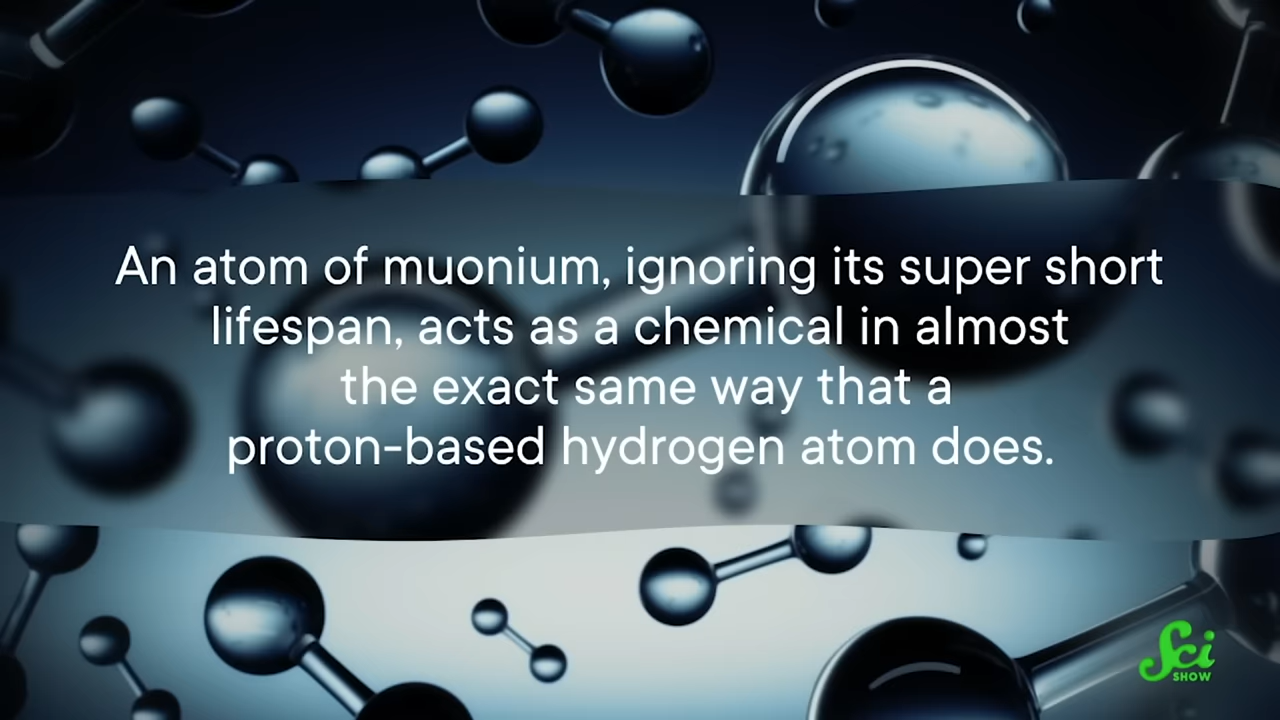 An atom of muonium, ignoring its super short
lifespan, acts as a chemical in almost
the exact same way that a
proton-based hydrogen atom does.
Sci
SHOW